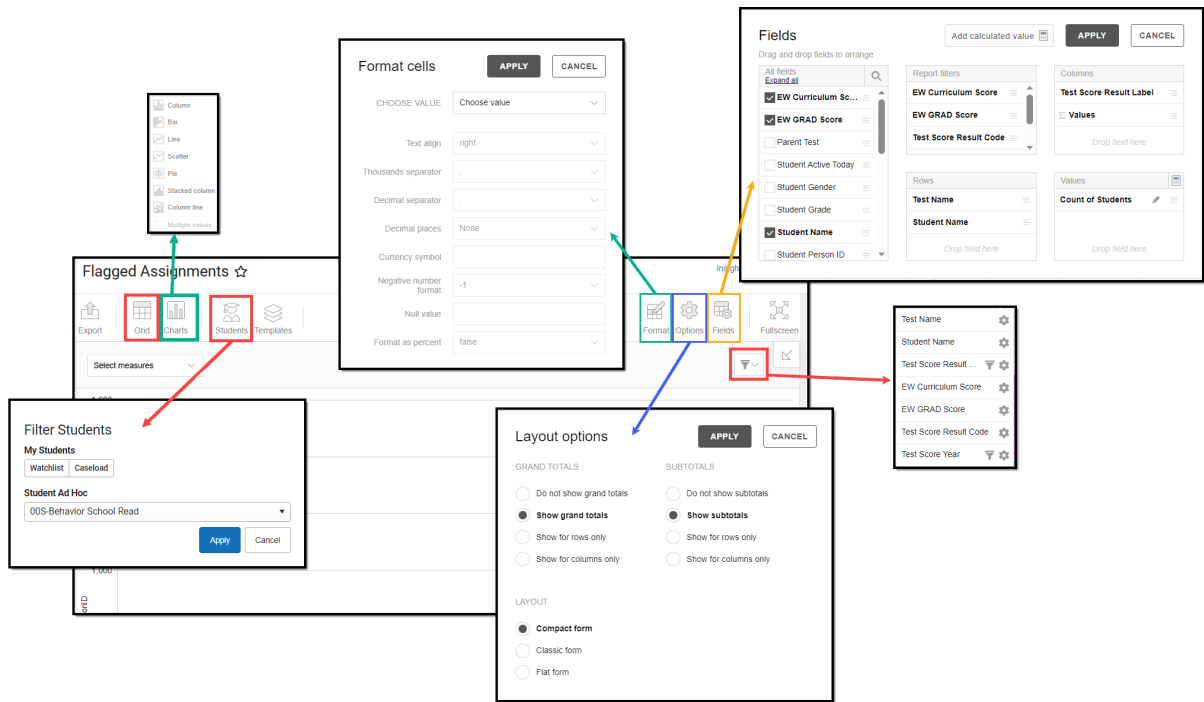 Fields
Add calculated value
APPLY
CANCEL
Drag and drop fields to arrange
All fields
Expand all
EW Curriculum Sc...
EW GRAD Score
Parent Test
Student Active Today
Student Gender
Student Grade
Student Name
Student Person ID
Report filters
EW Curriculum Score
EW GRAD Score
Test Score Result Code
Columns
Test Score Result Label
Σ Values
Drop field here
Rows
Test Name
Student Name
Drop field here
Values
Count of Students
Drop field here
Format cells
APPLY
CANCEL
CHOOSE VALUE
Choose value
Text align
right
Thousands separator
,
Decimal separator
.
Decimal places
None
Currency symbol
Negative number
format
-1
Null value
Format as percent
false
Column
Bar
Line
Scatter
Pie
Stacked column
Column line
Multiple values
Flagged Assignments
Insigh
Export
Grid
Charts
Students
Templates
Format
Options
Fields
Fullscreen
Select measures
Test Name
Student Name
Test Score Result ...
EW Curriculum Score
EW GRAD Score
Test Score Result Code
Test Score Year
Filter Students
My Students
Watchlist
Caseload
Student Ad Hoc
00S-Behavior School Read
Apply
Cancel
1,000
Layout options
APPLY
CANCEL
GRAND TOTALS
Do not show grand totals
Show grand totals
Show for rows only
Show for columns only
SUBTOTALS
Do not show subtotals
Show subtotals
Show for rows only
Show for columns only
LAYOUT
Compact form
Classic form
Flat form